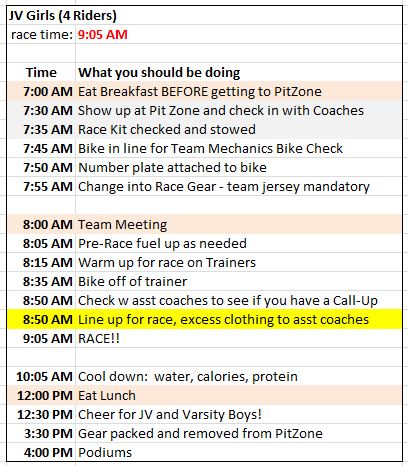 JV Girls (4 Riders)
race time: 9:05 AM
Time What you should be doing
7:00 AM Eat Breakfast BEFORE getting to PitZone
7:30 AM Show up at Pit Zone and check in with Coaches
7:35 AM Race Kit checked and stowed
7:45 AM Bike in line for Team Mechanics Bike Check
7:50 AM Number plate attached to bike
7:55 AM Change into Race Gear - team jersey mandatory
8:00 AM Team Meeting
8:05 AM Pre-Race fuel up as needed
8:15 AM Warm up for race on Trainers
8:35 AM Bike off of trainer
8:50 AM Check w asst coaches to see if you have a Call-Up
8:50 AM Line up for race, excess clothing to asst coaches
9:05 AM RACE!!
10:05 AM Cool down: water, calories, protein
12:00 PM Eat Lunch
12:30 PM Cheer for JV and Varsity Boys!
3:30 PM Gear packed and removed from PitZone
4:00 PM Podiums